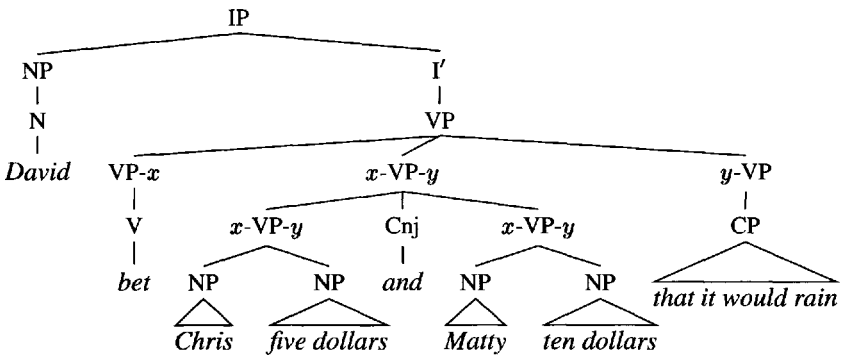 IP
NP I′
N VP
David VP-x x-VP-y y-VP
V x-VP-y Cnj x-VP-y CP
bet NP NP and NP NP that it would rain
Chris five dollars Matty ten dollars